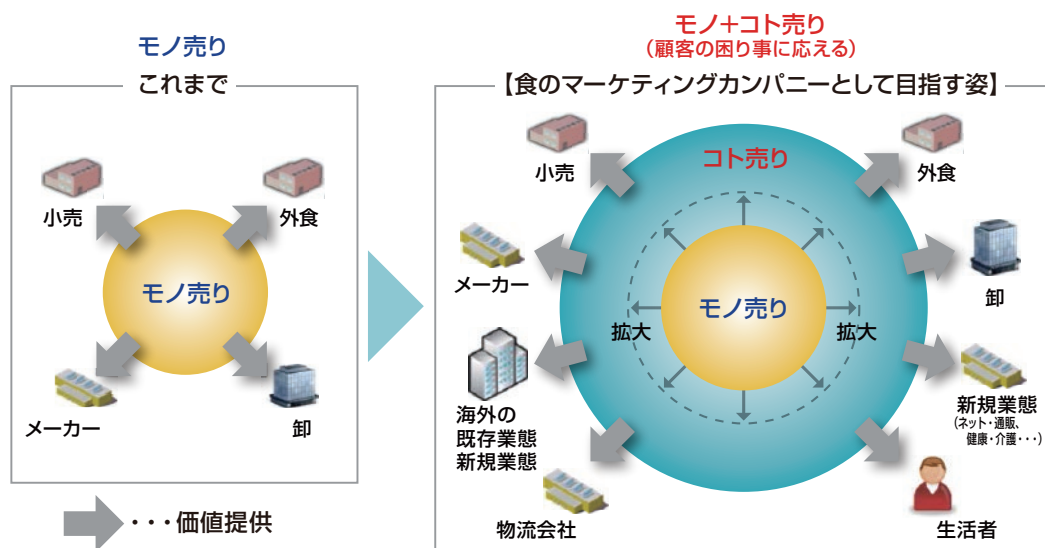 モノ売り
これまで
小売
外食
モノ売り
メーカー
卸
・・・価値提供
モノ+コト売り
(顧客の困り事に応える)
【食のマーケティングカンパニーとして目指す姿】
コト売り
小売
外食
メーカー
卸
モノ売り
拡大
拡大
海外の
既存業態
新規業態
新規業態
(ネット・通販、
健康・介護・・・)
物流会社
生活者